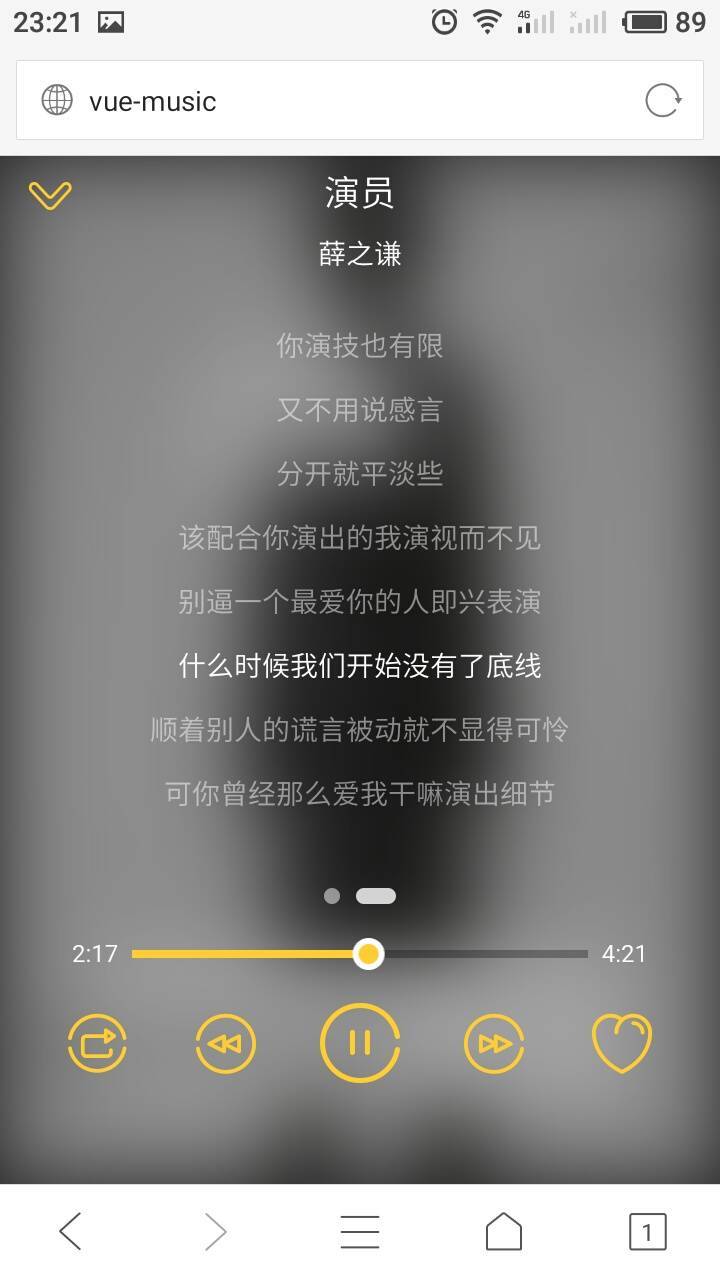 23:21
4G
89
vue-music
演员
薛之谦
你演技也有限
又不用说感言
分开就平淡些
该配合你演出的我演视而不见
别逼一个最爱你的人即兴表演
什么时候我们开始没有了底线
顺着别人的谎言被动就不显得可怜
可你曾经那么爱我干嘛演出细节
2:17
4:21
1